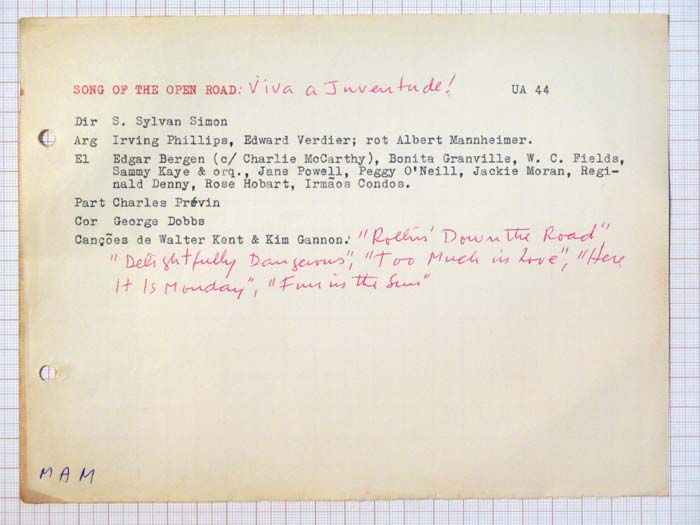 SONG OF THE OPEN ROAD: Viva a Juventude! UA 44
Dir S. Sylvan Simon
Arg Irving Phillips, Edward Verdier; rot Albert Mannheimer.
El Edgar Bergen (c/ Charlie McCarthy), Bonita Granville, W. C. Fields,
Sammy Kaye & orq., Jane Powell, Peggy O'Neill, Jackie Moran, Regi-
nald Denny, Rose Hobart, Irmãos Condos.
Part Charles Prévin
Cor George Dobbs
Canções de Walter Kent & Kim Gannon: "Rollin' Down the Road"
"Delightfully Dangerous", "Too Much in Love", "Here
It Is Monday", "Fun in the Sun"
MAM